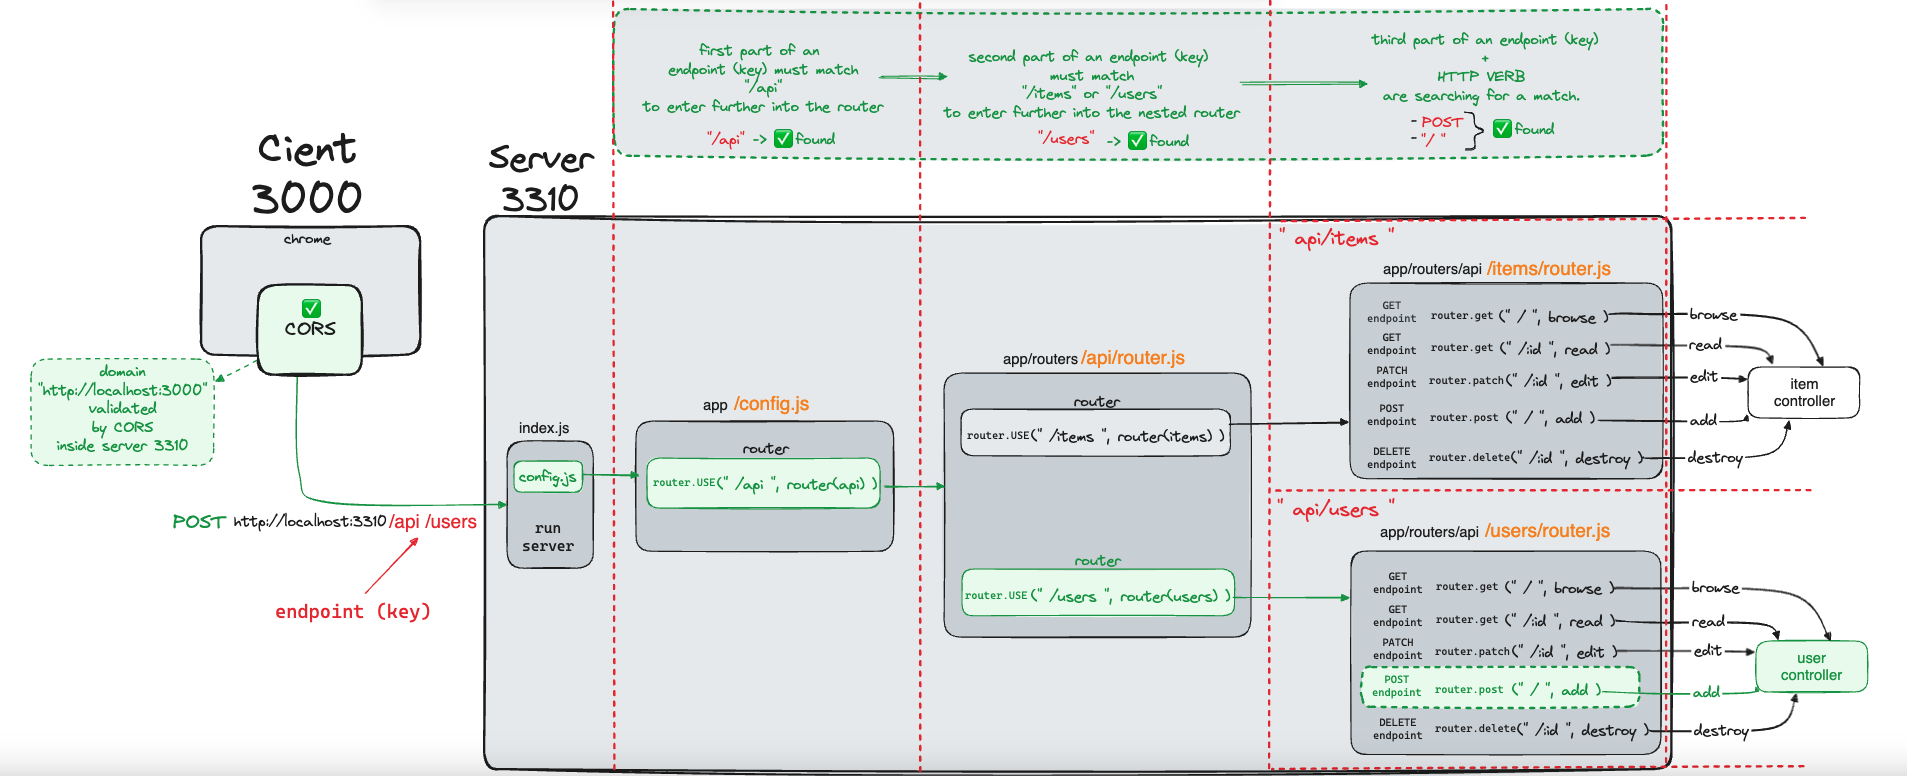 first part of an
endpoint (key) must match
"/api"
to enter further into the router
"/api" -> ✅ found
second part of an endpoint (key)
must match
"/items" or "/users"
to enter further into the nested router
"/users" -> ✅ found
third part of an endpoint (key)
+
HTTP VERB
are searching for a match.
- POST
- "/ "
✅ found
Cient
3000
chrome
✅
CORS
domain
"http://localhost:3000"
validated
by CORS
inside server 3310
POST http://localhost:3310 /api /users
endpoint (key)
Server
3310
index.js
config.js
run
server
app /config.js
router
router.USE(" /api ", router(api) )
app/routers /api/router.js
router
router.USE(" /items ", router(items) )
router
router.USE(" /users ", router(users) )
" api/items "
app/routers/api /items/router.js
GET
endpoint router.get (" / ", browse )
GET
endpoint router.get (" /:id ", read )
PATCH
endpoint router.patch(" /:id ", edit )
POST
endpoint router.post (" / ", add )
DELETE
endpoint router.delete(" /:id ", destroy )
browse
read
edit
add
destroy
item
controller
" api/users "
app/routers/api /users/router.js
GET
endpoint router.get (" / ", browse )
GET
endpoint router.get (" /:id ", read )
PATCH
endpoint router.patch(" /:id ", edit )
POST
endpoint router.post (" / ", add )
DELETE
endpoint router.delete(" /:id ", destroy )
browse
read
edit
add
destroy
user
controller